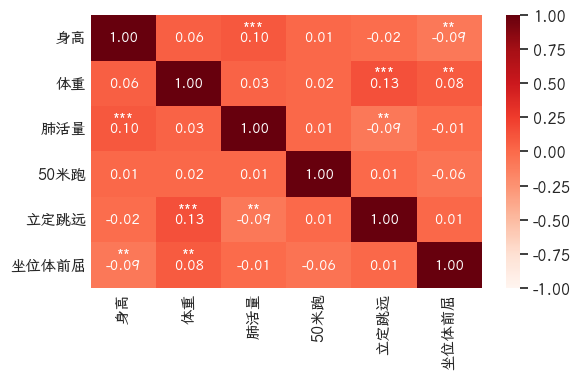 身高 1.00 0.06 *** 0.10 0.01 -0.02 ** -0.09
体重 0.06 1.00 0.03 0.02 *** 0.13 ** 0.08
肺活量 *** 0.10 0.03 1.00 0.01 ** -0.09 -0.01
50米跑 0.01 0.02 0.01 1.00 0.01 -0.06
立定跳远 -0.02 *** 0.13 ** -0.09 0.01 1.00 0.01
坐位体前屈 ** -0.09 ** 0.08 -0.01 -0.06 0.01 1.00
身高
体重
肺活量
50米跑
立定跳远
坐位体前屈
1.00
0.75
0.50
0.25
0.00
-0.25
-0.50
-0.75
-1.00